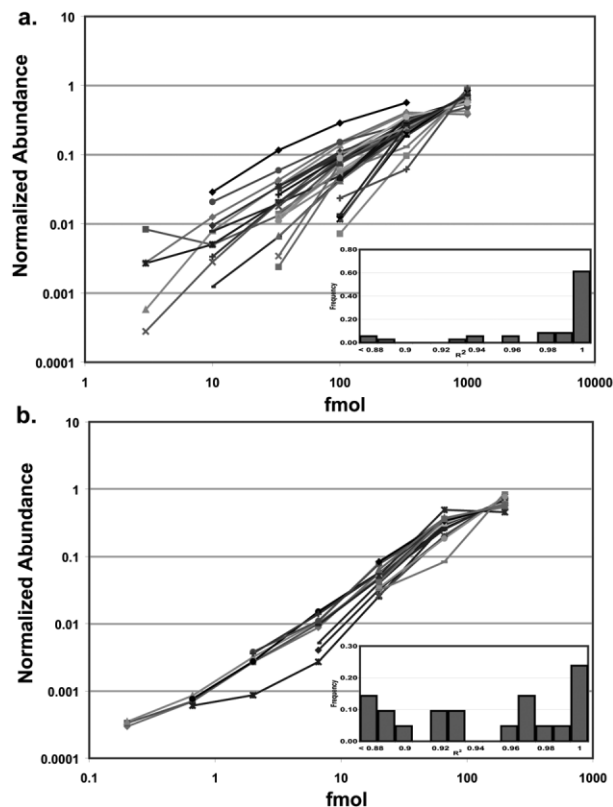 a.
10
1
0.1
0.01
0.001
0.0001
Normalized Abundance
1 10 100 1000 10000
fmol
0.80
0.60
0.40
0.20
0.00
Frequency
< 0.88 0.9 0.92 0.94 0.96 0.98 1
R²
b.
10
1
0.1
0.01
0.001
0.0001
Normalized Abundance
0.1 1 10 100 1000
fmol
0.30
0.20
0.10
0.00
Frequency
< 0.88 0.9 0.92 0.94 0.96 0.98 1
R²